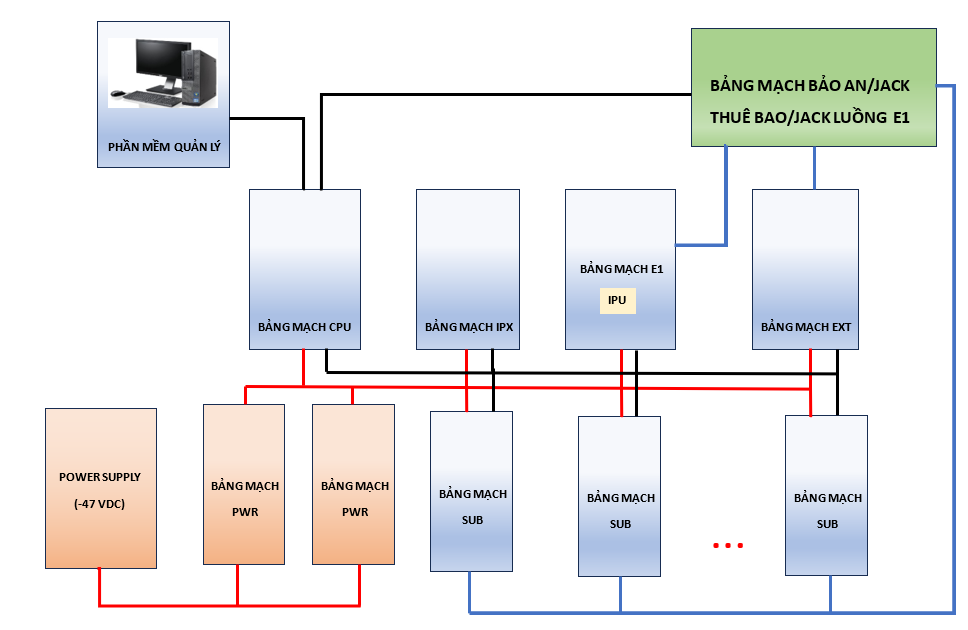 PHẦN MỀM QUẢN LÝ
BẢNG MẠCH BẢO AN/JACK
THUÊ BAO/JACK LUỒNG E1
BẢNG MẠCH CPU
BẢNG MẠCH IPX
BẢNG MẠCH E1
IPU
BẢNG MẠCH EXT
POWER SUPPLY
(-47 VDC)
BẢNG MẠCH
PWR
BẢNG MẠCH
PWR
BẢNG MẠCH
SUB
BẢNG MẠCH
SUB
...
BẢNG MẠCH
SUB